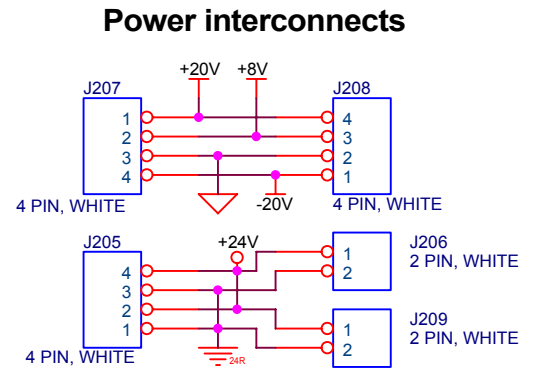 Power interconnects
+20V +8V
J207 J208
1 4
2 3
3 2
4 1
-20V
4 PIN, WHITE 4 PIN, WHITE
J205 +24V J206
1 2 PIN, WHITE
4 2
3
2 J209
1 1 2 PIN, WHITE
2
4 PIN, WHITE 24R